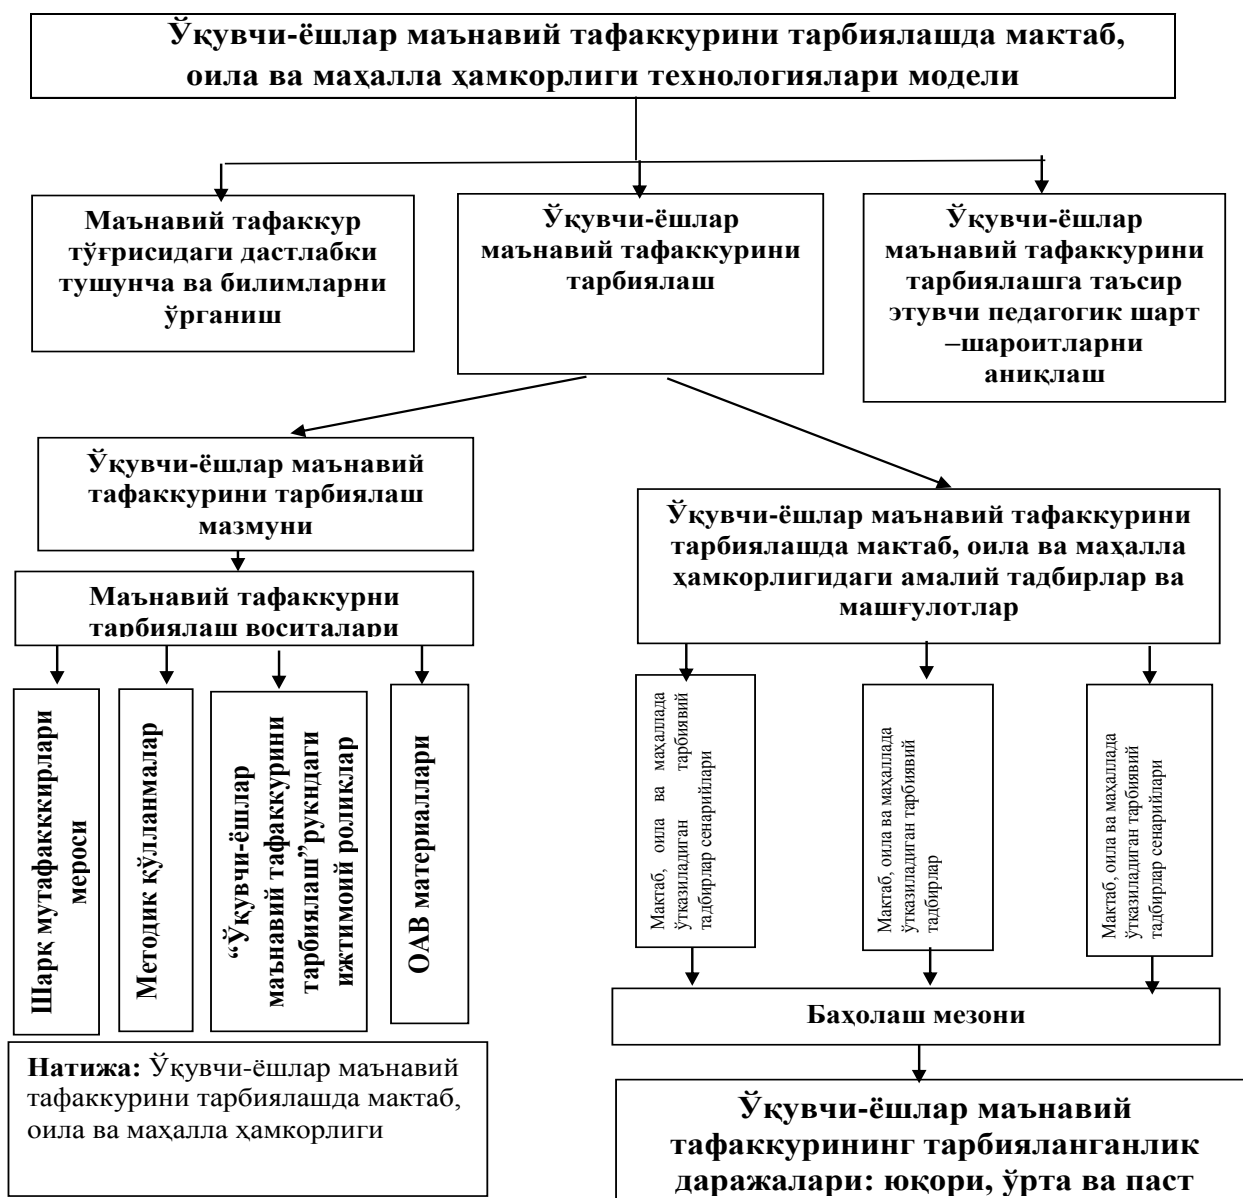 Ўқувчи-ёшлар маънавий тафаккурини тарбиялашда мактаб,
оила ва маҳалла ҳамкорлиги технологиялари модели
Маънавий тафаккур
тўғрисидаги дастлабки
тушунча ва билимларни
ўрганиш
Ўқувчи-ёшлар
маънавий тафаккурини
тарбиялаш
Ўқувчи-ёшлар
маънавий тафаккурини
тарбиялашга таъсир
этувчи педагогик шарт
–шароитларни
аниқлаш
Ўқувчи-ёшлар маънавий
тафаккурини тарбиялаш
мазмуни
Маънавий тафаккурни
тарбиялаш воситалари
Ўқувчи-ёшлар маънавий тафаккурини
тарбиялашда мактаб, оила ва маҳалла
ҳамкорлигидаги амалий тадбирлар ва
машғулотлар
Шарқ мутафакккирлари
мероси
Методик қўлланмалар
“Ўқувчи-ёшлар
маънавий тафаккурини
тарбиялаш”рукндаги
ижтимоий роликлар
ОАВ материаллари
Мактаб, оила ва маҳаллада
ўтказиладиган тарбиявий
тадбирлар сенарийлари
Мактаб, оила ва маҳаллада
ўтказиладиган тарбиявий
тадбирлар
Мактаб, оила ва маҳаллада
ўтказиладиган тарбиявий
тадбирлар сенарийлари
Баҳолаш мезони
Натижа: Ўқувчи-ёшлар маънавий
тафаккурини тарбиялашда мактаб,
оила ва маҳалла ҳамкорлиги
Ўқувчи-ёшлар маънавий
тафаккурининг тарбияланганлик
даражалари: юқори, ўрта ва паст